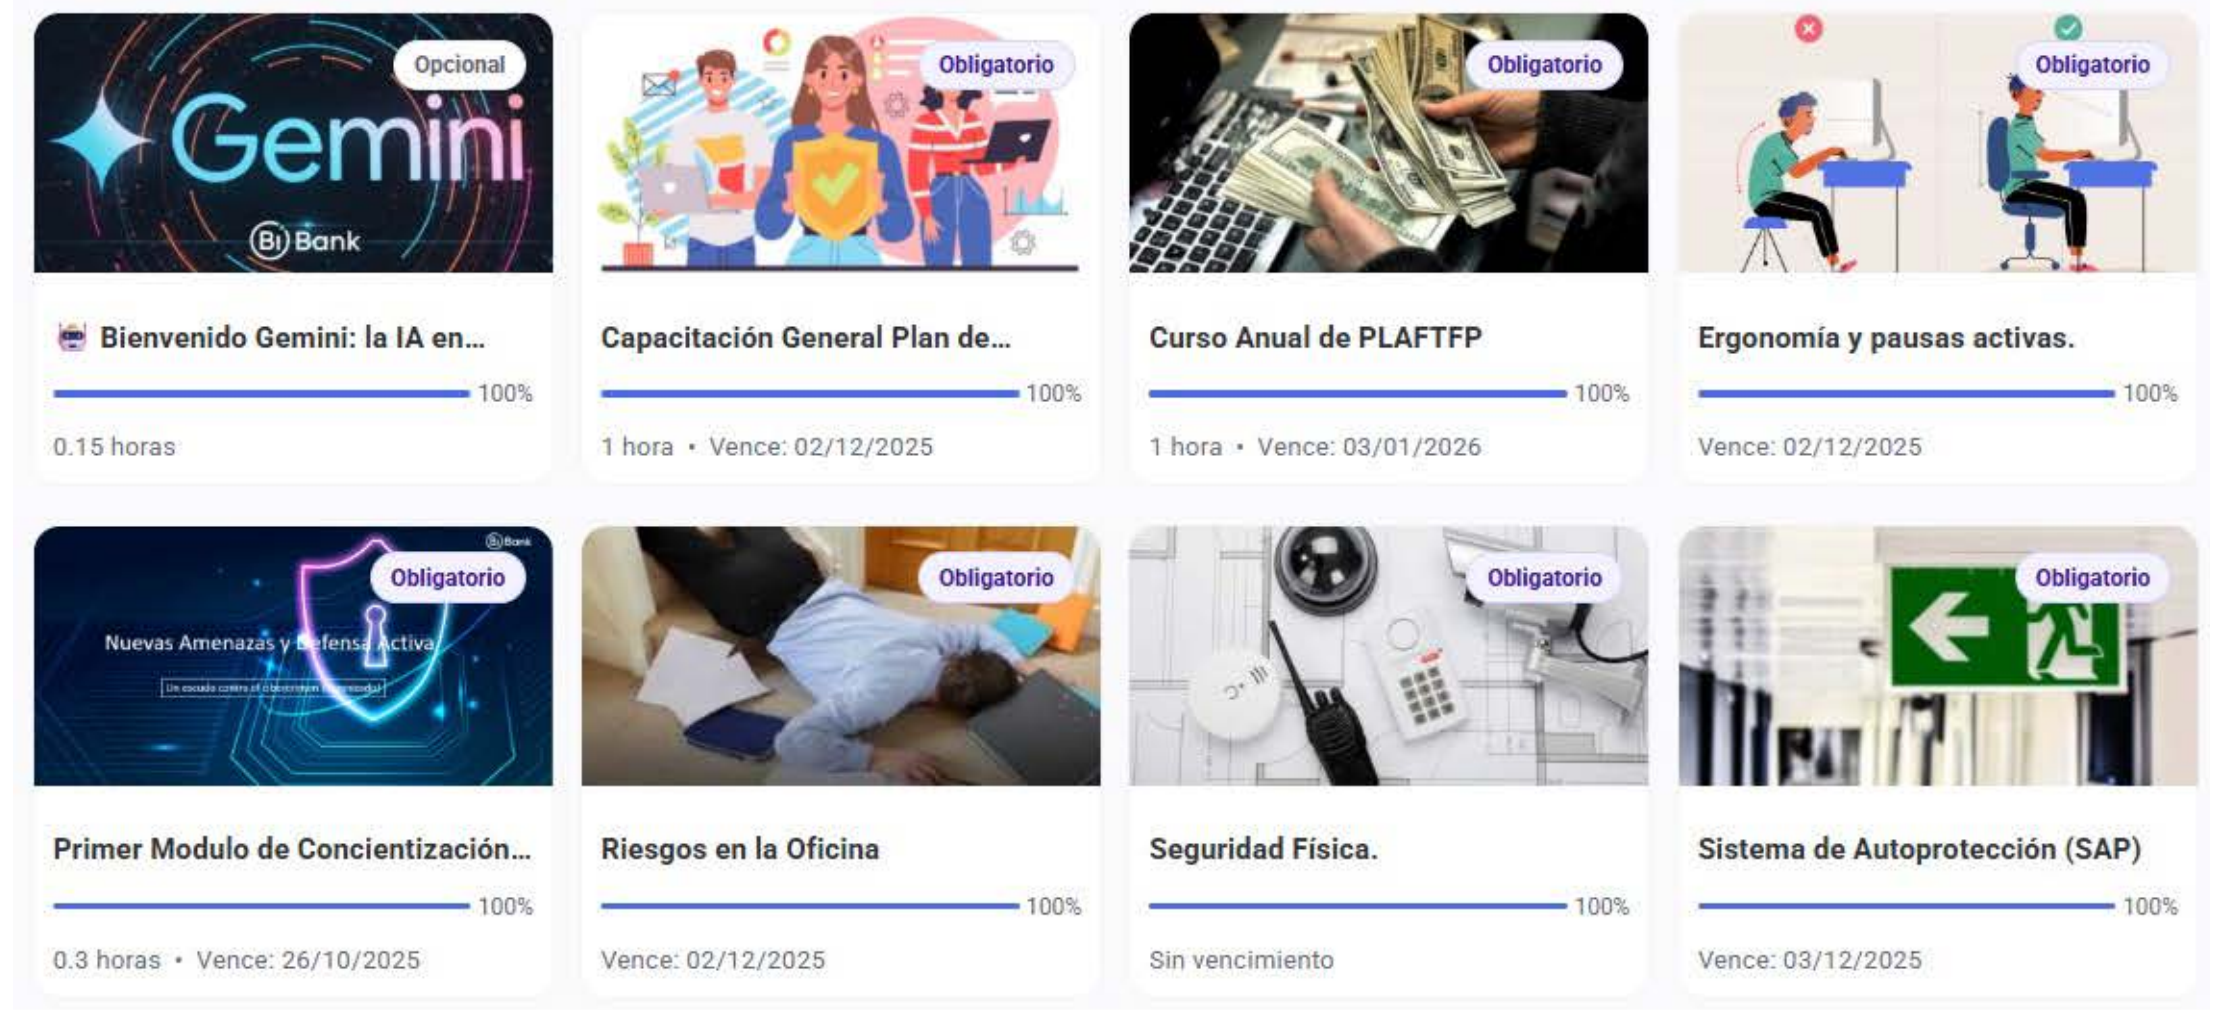 Opcional
Gemini
Bi Bank
🤖 Bienvenido Gemini: la IA en...
100%
0.15 horas
Obligatorio
Capacitación General Plan de...
100%
1 hora • Vence: 02/12/2025
Obligatorio
Curso Anual de PLAFTFP
100%
1 hora • Vence: 03/01/2026
Obligatorio
Ergonomía y pausas activas.
100%
Vence: 02/12/2025
Bi Bank
Obligatorio
Nuevas Amenazas y Defensa Activa
Un escudo contra el
Primer Modulo de Concientización...
100%
0.3 horas • Vence: 26/10/2025
Obligatorio
Riesgos en la Oficina
100%
Vence: 02/12/2025
Obligatorio
Seguridad Física.
100%
Sin vencimiento
Obligatorio
Sistema de Autoprotección (SAP)
100%
Vence: 03/12/2025